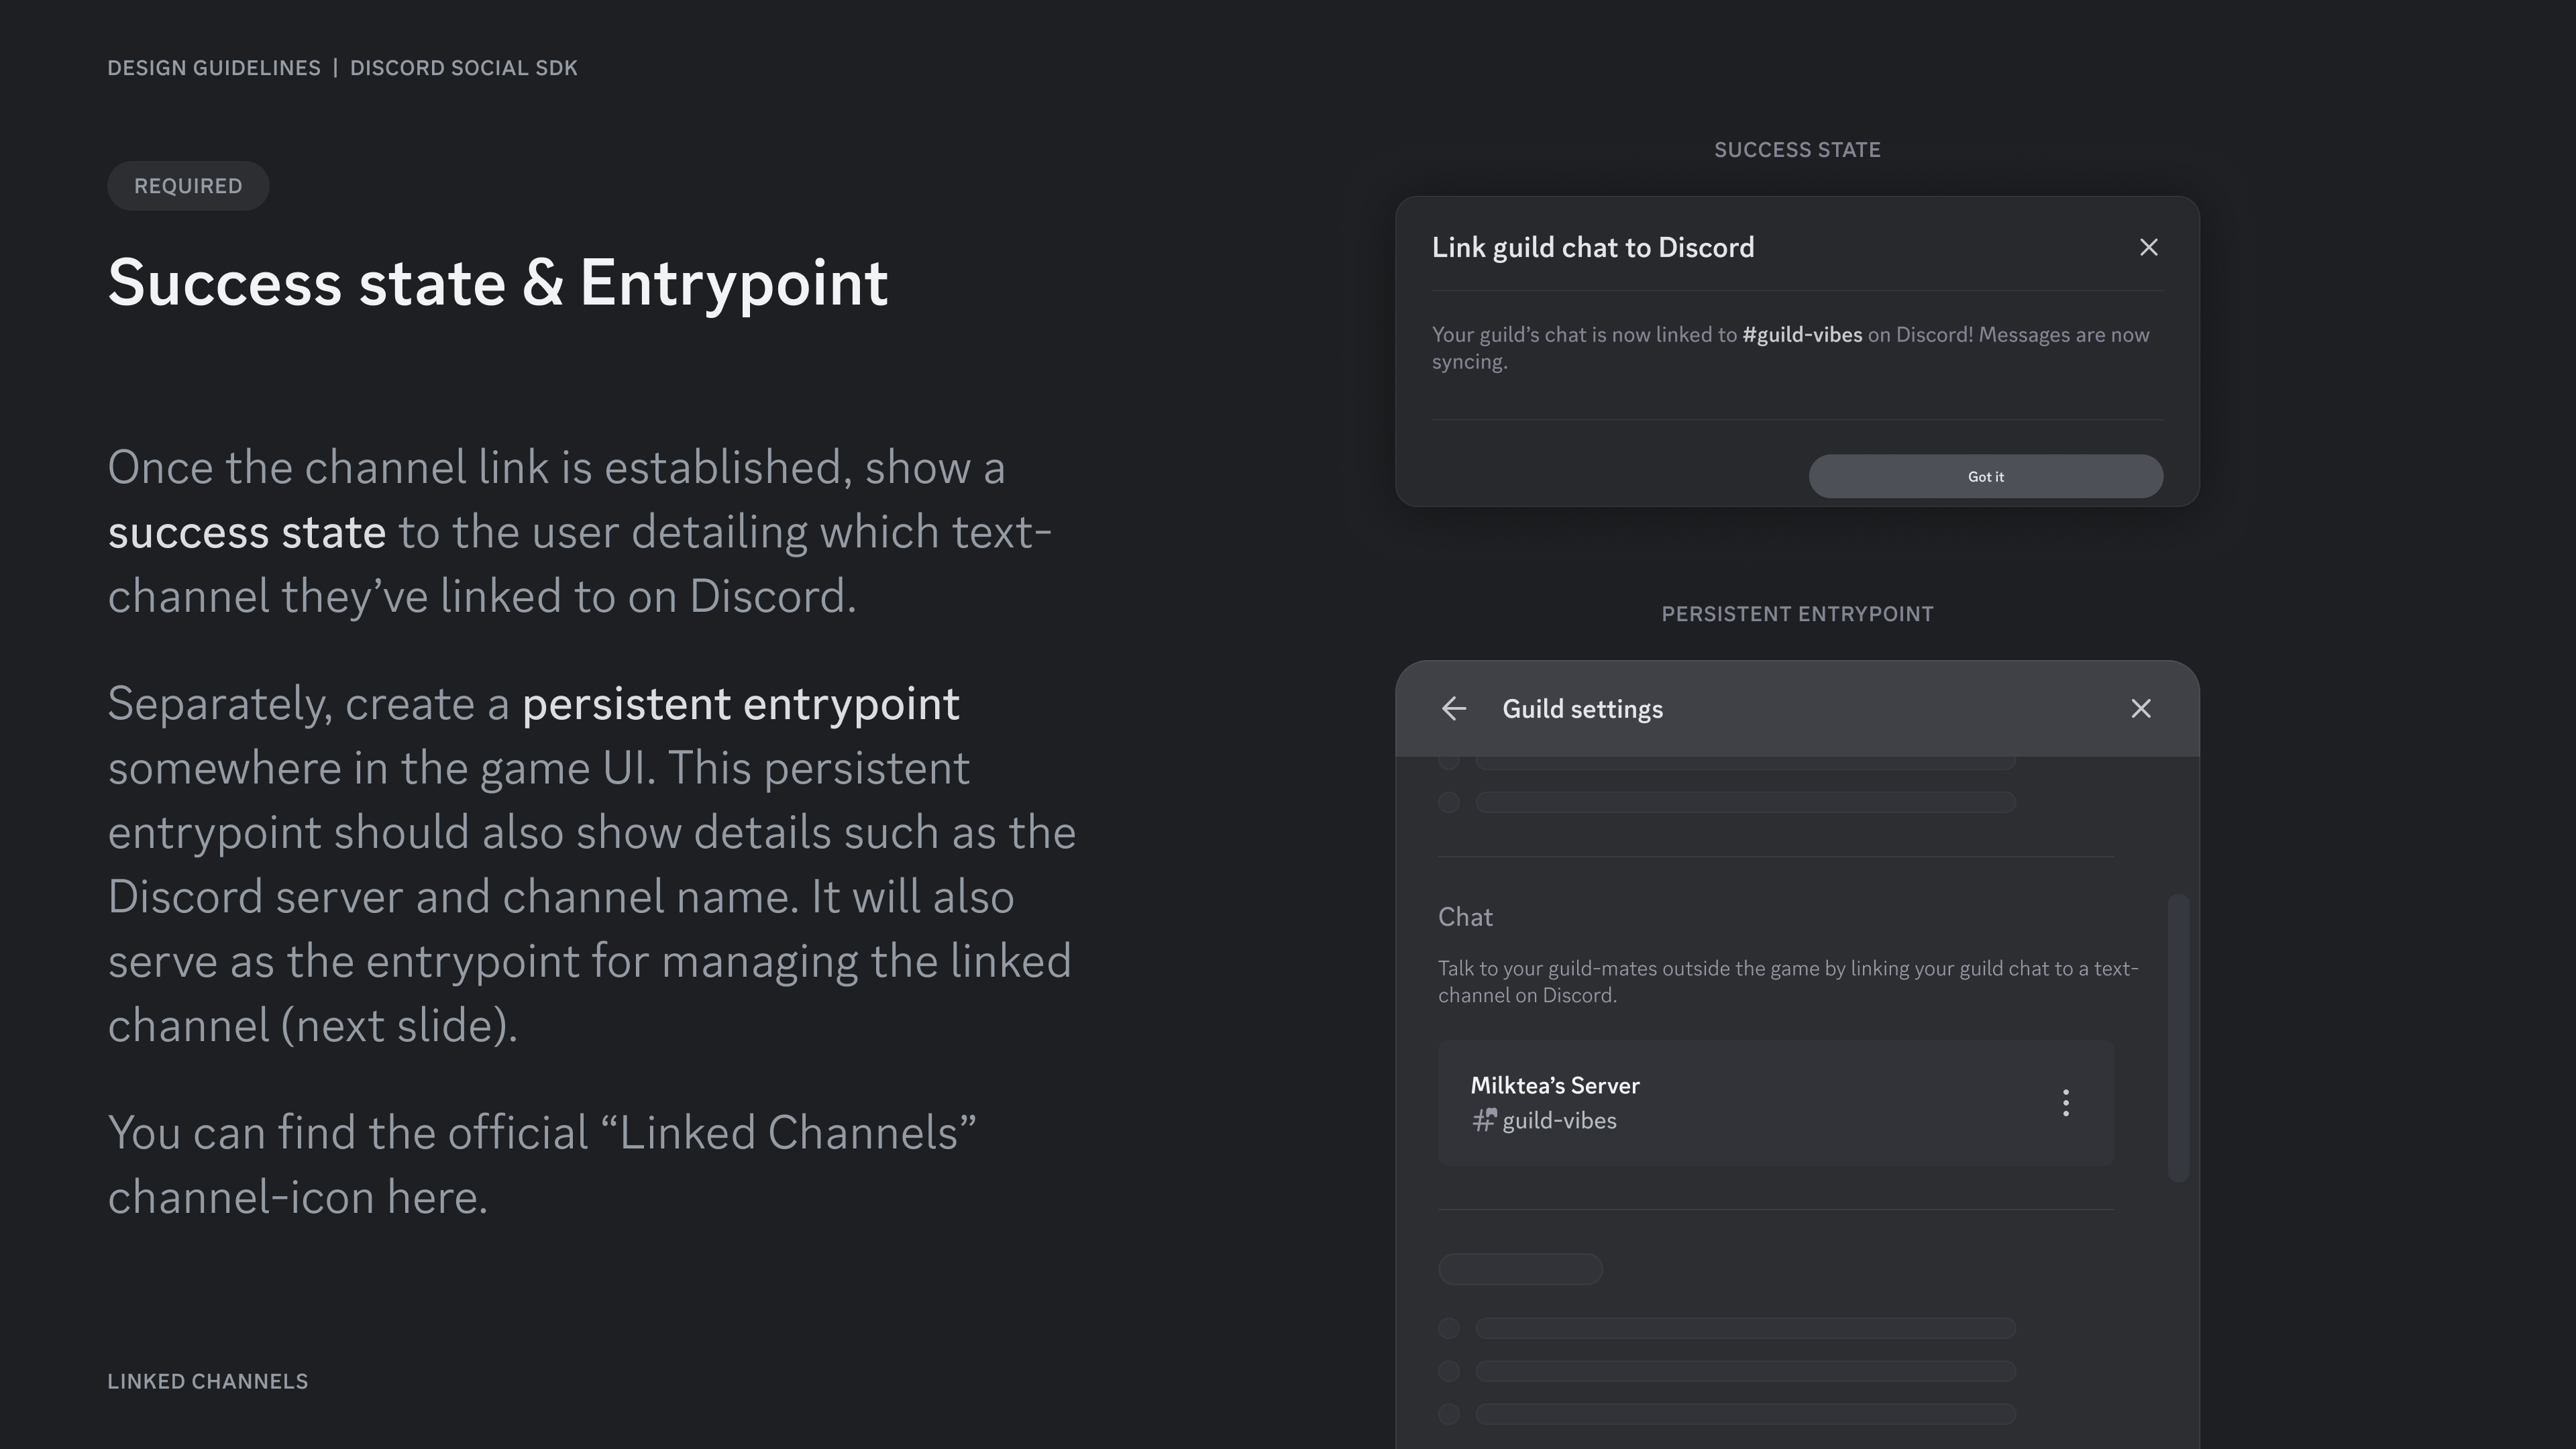 DESIGN GUIDELINES | DISCORD SOCIAL SDK
REQUIRED
Success state & Entrypoint
Once the channel link is established, show a
success state to the user detailing which text-
channel they’ve linked to on Discord.
Separately, create a persistent entrypoint
somewhere in the game UI. This persistent
entrypoint should also show details such as the
Discord server and channel name. It will also
serve as the entrypoint for managing the linked
channel (next slide).
You can find the official “Linked Channels”
channel-icon here.
LINKED CHANNELS
SUCCESS STATE
Link guild chat to Discord
Your guild’s chat is now linked to #guild-vibes on Discord! Messages are now
syncing.
Got it
PERSISTENT ENTRYPOINT
Guild settings
Chat
Talk to your guild-mates outside the game by linking your guild chat to a text-
channel on Discord.
Milktea’s Server
guild-vibes